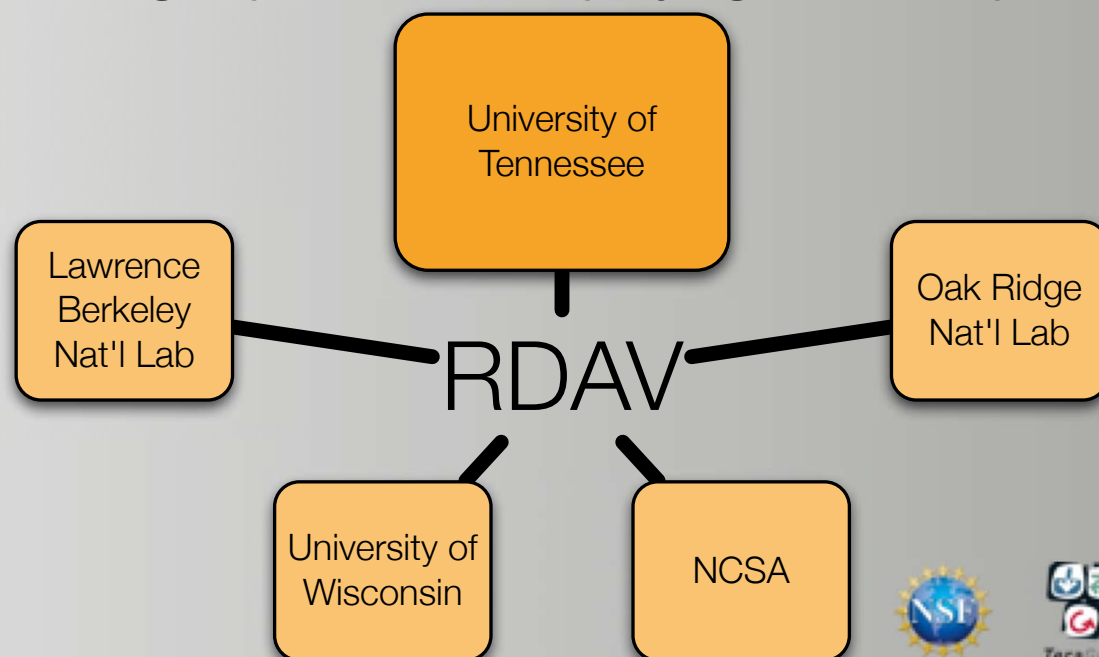 University of
Tennessee
Lawrence
Berkeley
Nat'l Lab
Oak Ridge
Nat'l Lab
RDAV
University of
Wisconsin
NCSA
NSF